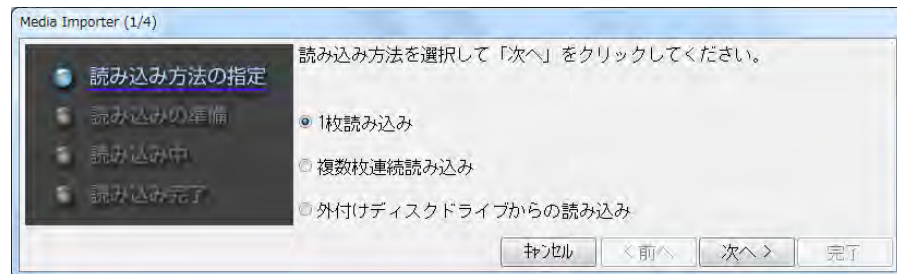 Media Importer (1/4)
読み込み方法の指定
読み込みの準備
読み込み中
読み込み完了
読み込み方法を選択して「次へ」をクリックしてください。
1枚読み込み
複数枚連続読み込み
外付けディスクドライブからの読み込み
キャンセル
< 前へ
次へ >
完了